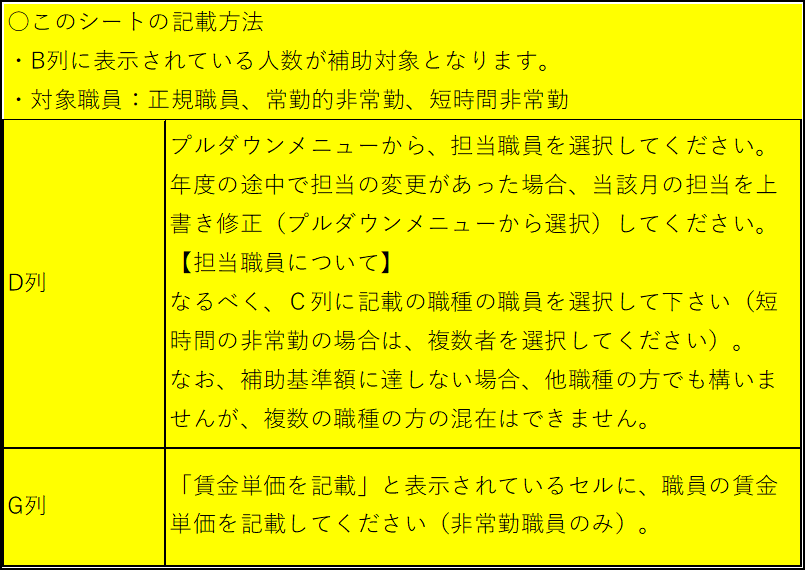 ○このシートの記載方法
・B列に表示されている人数が補助対象となります。
・対象職員：正規職員、常勤的非常勤、短時間非常勤
D列
プルダウンメニューから、担当職員を選択してください。
年度の途中で担当の変更があった場合、当該月の担当を上
書き修正（プルダウンメニューから選択）してください。
【担当職員について】
なるべく、Ｃ列に記載の職種の職員を選択して下さい（短
時間の非常勤の場合は、複数者を選択してください）。
なお、補助基準額に達しない場合、他職種の方でも構いま
せんが、複数の職種の方の混在はできません。
G列
「賃金単価を記載」と表示されているセルに、職員の賃金
単価を記載してください（非常勤職員のみ）。